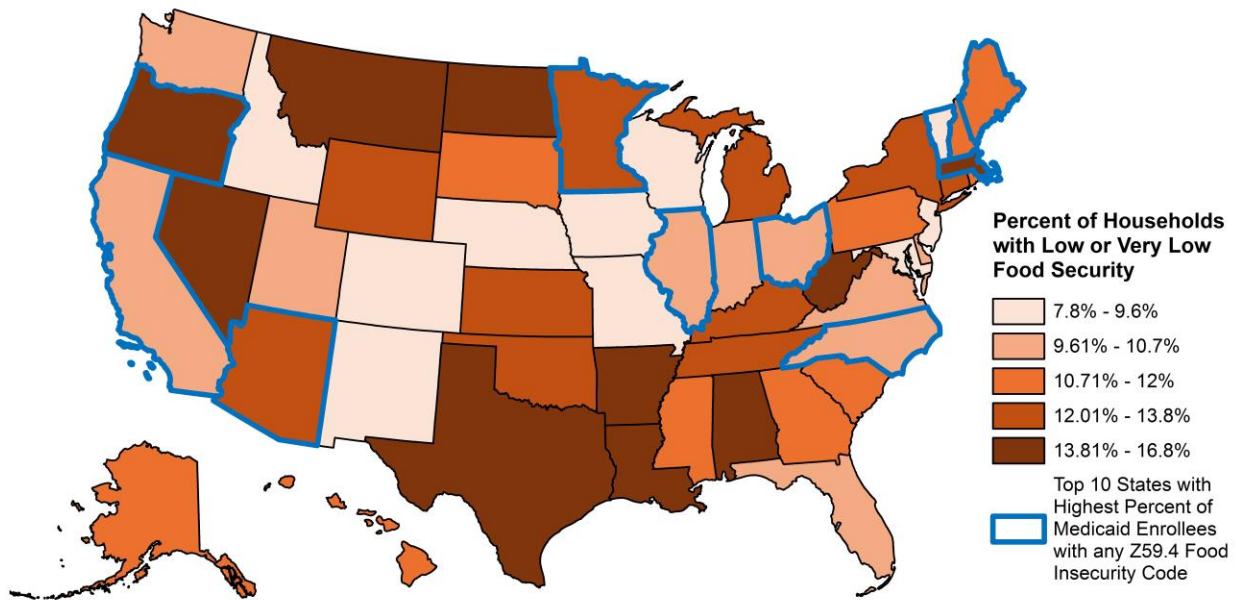 Percent of Households
with Low or Very Low
Food Security
7.8% - 9.6%
9.61% - 10.7%
10.71% - 12%
12.01% - 13.8%
13.81% - 16.8%
Top 10 States with
Highest Percent of
Medicaid Enrollees
with any Z59.4 Food
Insecurity Code